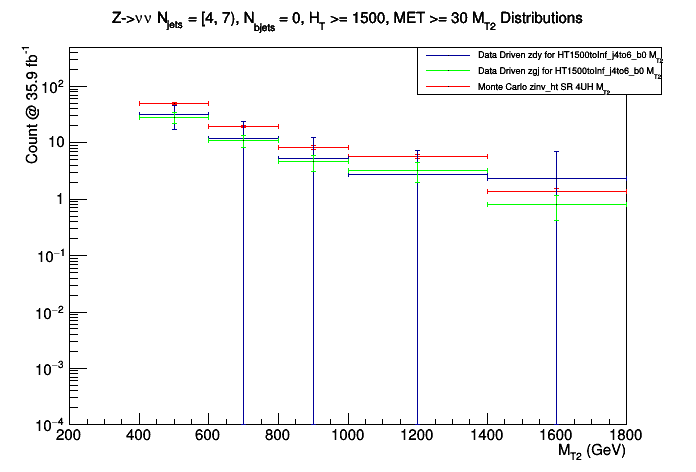 Z->νν N_jets = [4, 7), N_bjets = 0, H_T >= 1500, MET >= 30 M_T2 Distributions
Data Driven zdy for HT1500toInf_j4to6_b0 M_T2
Data Driven zgj for HT1500toInf_j4to6_b0 M_T2
Monte Carlo zinv_ht SR 4UH M_T2
Count @ 35.9 fb^-1
10^2
10
1
10^-1
10^-2
10^-3
10^-4
200 400 600 800 1000 1200 1400 1600 1800
M_T2 (GeV)